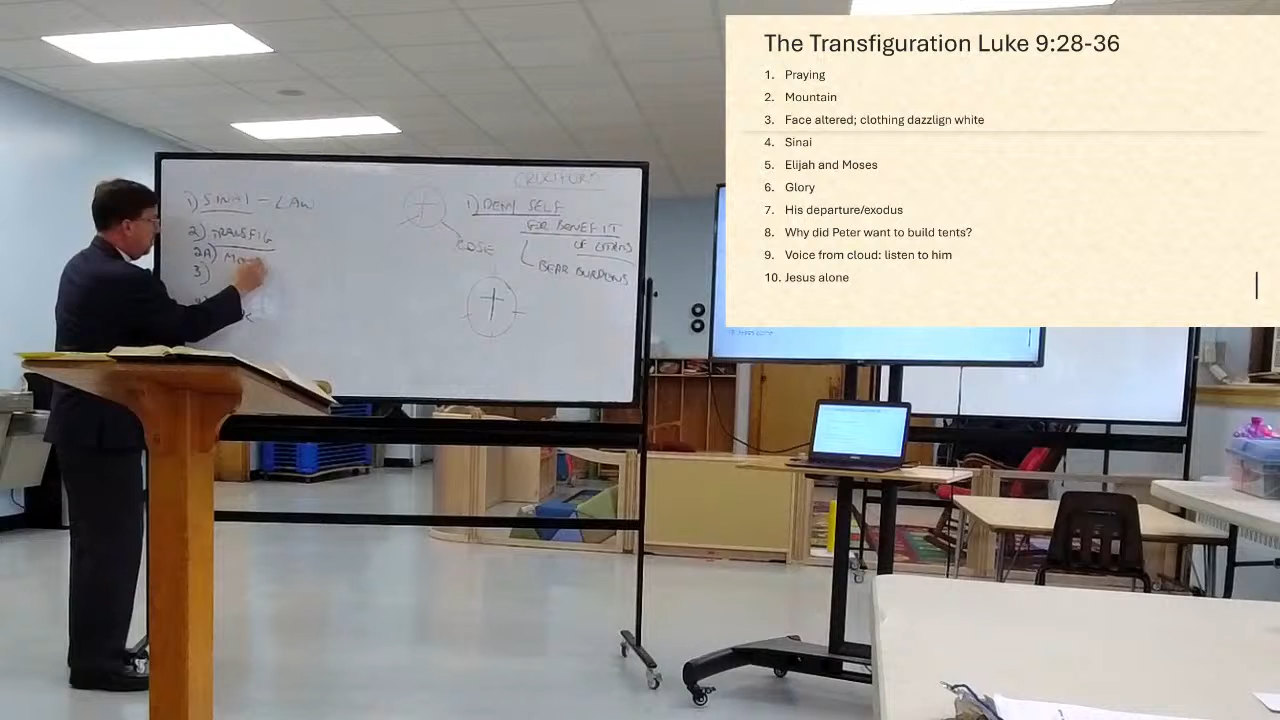 The Transfiguration Luke 9:28-36
1. Praying
2. Mountain
3. Face altered; clothing dazzlign white
4. Sinai
5. Elijah and Moses
6. Glory
7. His departure/exodus
8. Why did Peter want to build tents?
9. Voice from cloud: listen to him
10. Jesus alone
1) SINAI - LAW
2) TRANSFIG
2A) MO
3)
1) DENY SELF
FOR BENEFIT
OF OTHERS
BEAR BURDENS
LOSE